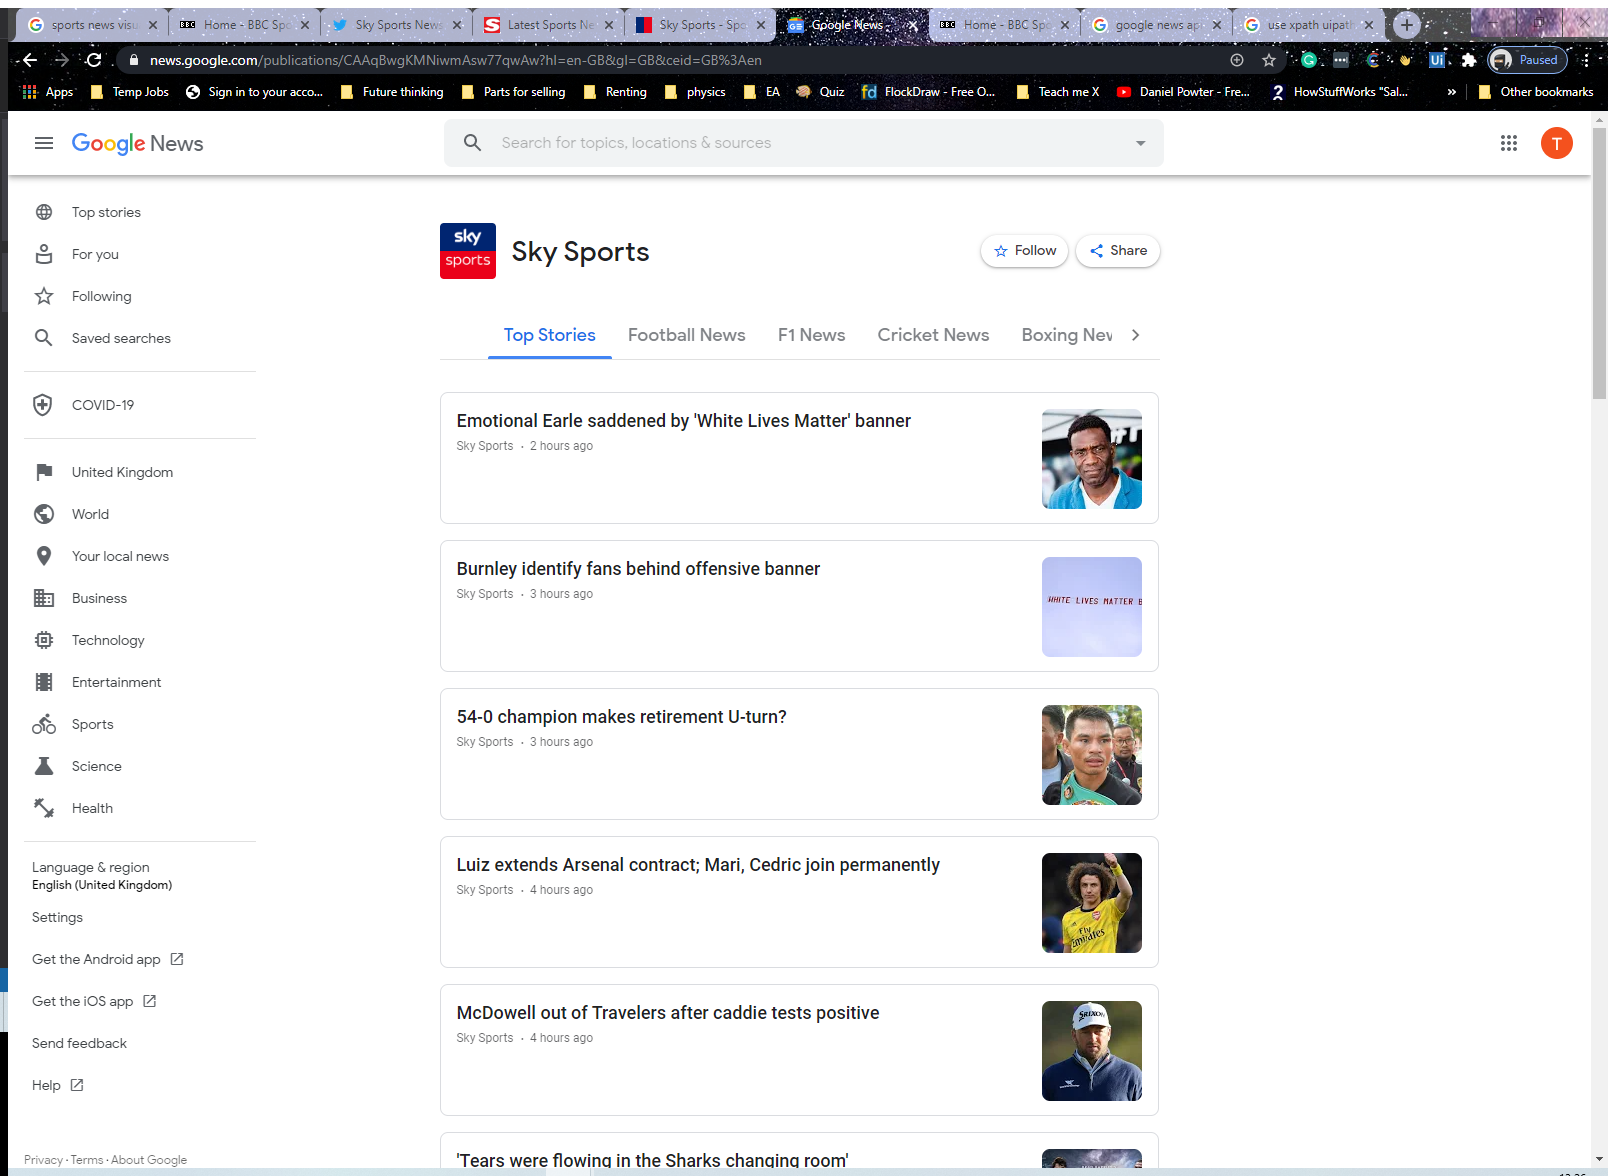 sports news visu
Home - BBC Spo
Sky Sports News
Latest Sports Ne
Sky Sports - Spo
Google News -
Home - BBC Spo
google news ap
use xpath uipath
news.google.com/publications/CAAqBwgKMNiwmAsw77qwAw?hl=en-GB&gl=GB&ceid=GB%3Aen
Paused
Apps
Temp Jobs
Sign in to your acco...
Future thinking
Parts for selling
Renting
physics
EA
Quiz
FlockDraw - Free O...
Teach me X
Daniel Powter - Fre...
HowStuffWorks "Sal...
»
Other bookmarks
Google News
Search for topics, locations & sources
T
Top stories
For you
Following
Saved searches
COVID-19
United Kingdom
World
Your local news
Business
Technology
Entertainment
Sports
Science
Health
Language & region
English (United Kingdom)
Settings
Get the Android app
Get the iOS app
Send feedback
Help
Privacy · Terms · About Google
sky
sports
Sky Sports
Follow
Share
Top Stories
Football News
F1 News
Cricket News
Boxing New
Emotional Earle saddened by 'White Lives Matter' banner
Sky Sports · 2 hours ago
Burnley identify fans behind offensive banner
Sky Sports · 3 hours ago
WHITE LIVES MATTER B
54-0 champion makes retirement U-turn?
Sky Sports · 3 hours ago
Luiz extends Arsenal contract; Mari, Cedric join permanently
Sky Sports · 4 hours ago
Fly
Emirates
McDowell out of Travelers after caddie tests positive
Sky Sports · 4 hours ago
SRIXON
'Tears were flowing in the Sharks changing room'